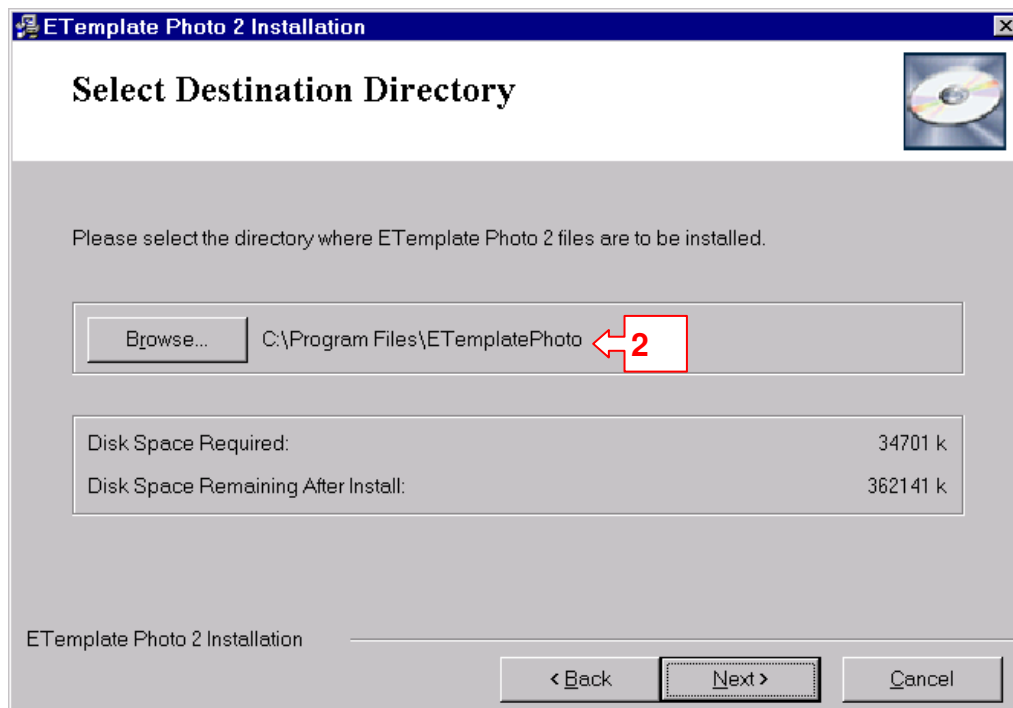 ETemplate Photo 2 Installation
Select Destination Directory
Please select the directory where ETemplate Photo 2 files are to be installed.
Browse... C:\Program Files\ETemplatePhoto 2
Disk Space Required: 34701 k
Disk Space Remaining After Install: 362141 k
ETemplate Photo 2 Installation
< Back Next > Cancel